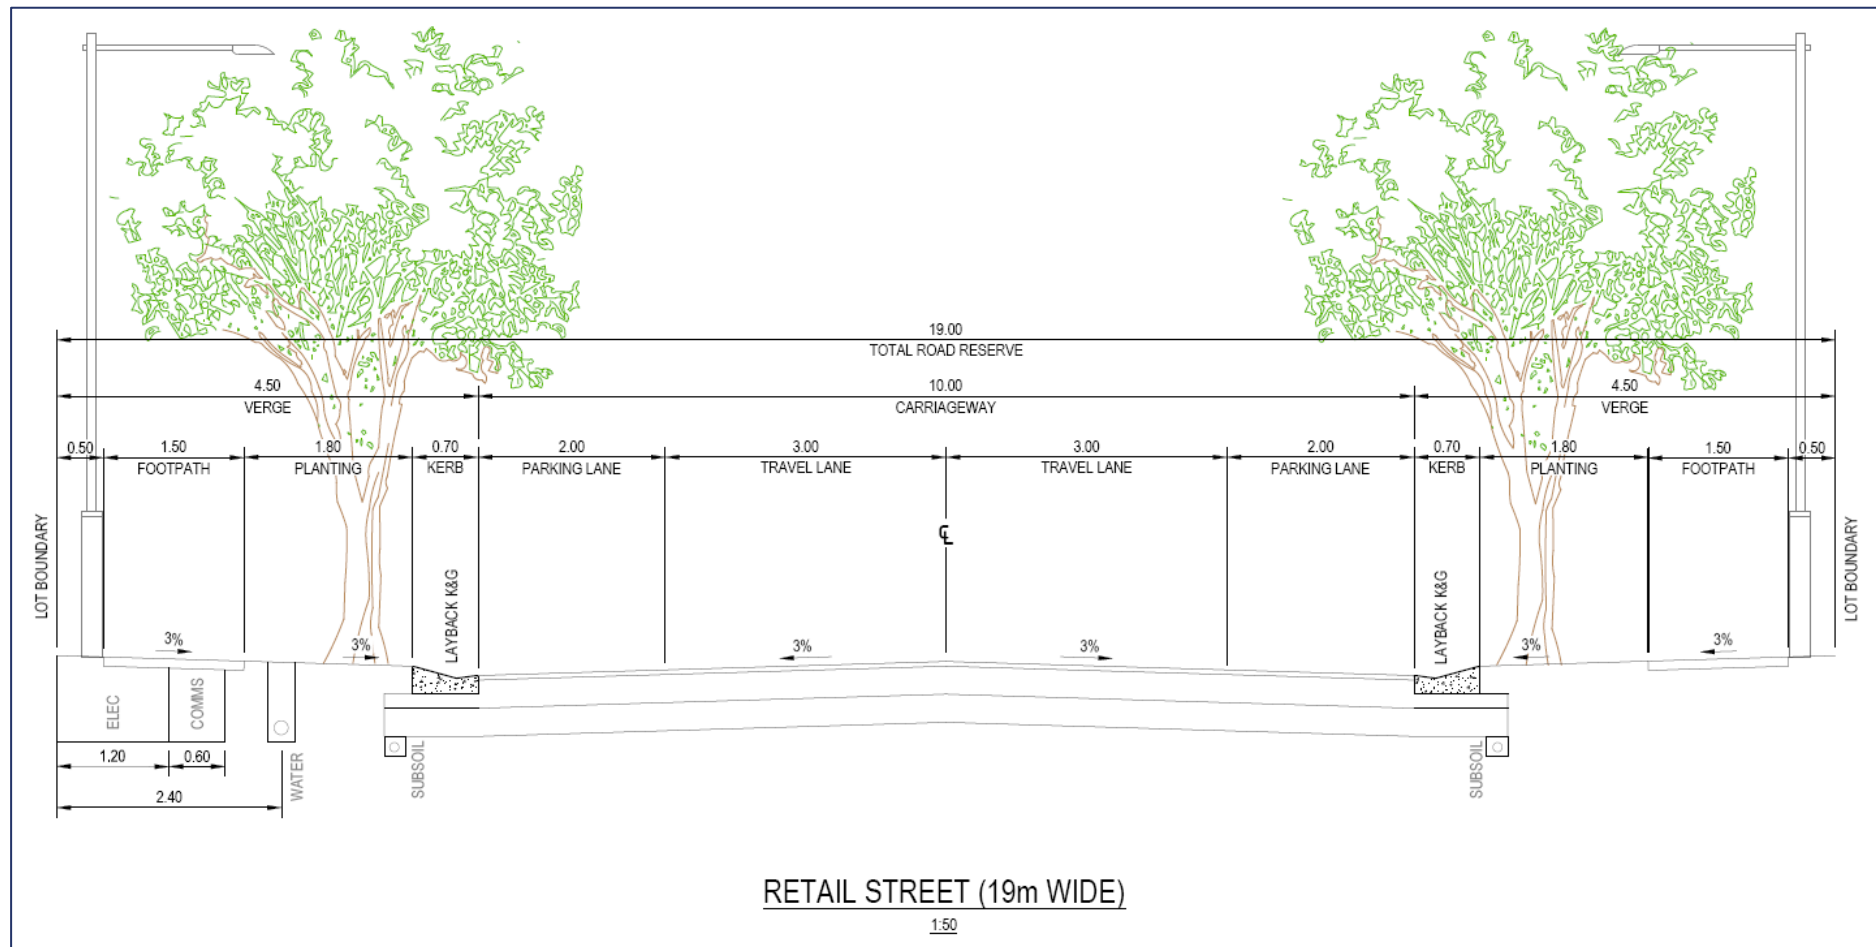 19.00
TOTAL ROAD RESERVE
4.50
VERGE
10.00
CARRIAGEWAY
4.50
VERGE
0.50
1.50
FOOTPATH
1.80
PLANTING
0.70
KERB
2.00
PARKING LANE
3.00
TRAVEL LANE
3.00
TRAVEL LANE
2.00
PARKING LANE
0.70
KERB
1.80
PLANTING
1.50
FOOTPATH
0.50
LOT BOUNDARY
LAYBACK K&G
℄
LAYBACK K&G
LOT BOUNDARY
3%
3%
3%
3%
3%
3%
ELEC
COMMS
WATER
SUBSOIL
SUBSOIL
1.20
0.60
2.40
RETAIL STREET (19m WIDE)
1:50